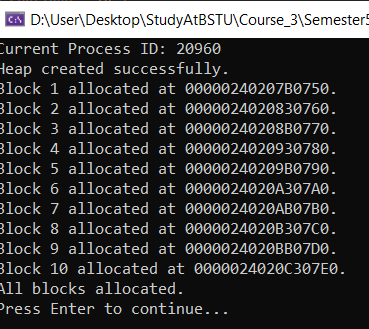 D:\User\Desktop\StudyAtBSTU\Course_3\Semester5
Current Process ID: 20960
Heap created successfully.
Block 1 allocated at 00000240207B0750.
Block 2 allocated at 0000024020830760.
Block 3 allocated at 00000240208B0770.
Block 4 allocated at 0000024020930780.
Block 5 allocated at 00000240209B0790.
Block 6 allocated at 0000024020A307A0.
Block 7 allocated at 0000024020AB07B0.
Block 8 allocated at 0000024020B307C0.
Block 9 allocated at 0000024020BB07D0.
Block 10 allocated at 0000024020C307E0.
All blocks allocated.
Press Enter to continue...